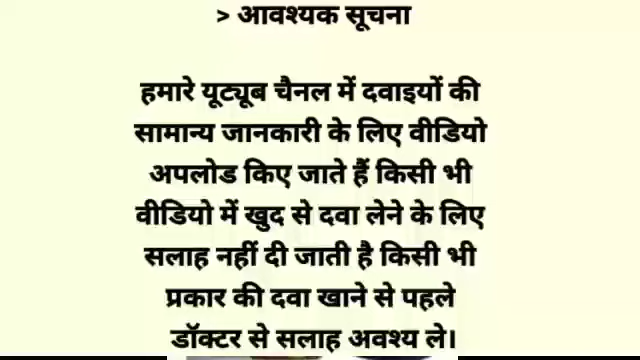 > आवश्यक सूचना
हमारे यूट्यूब चैनल में दवाइयों की
सामान्य जानकारी के लिए वीडियो
अपलोड किए जाते हैं किसी भी
वीडियो में खुद से दवा लेने के लिए
सलाह नहीं दी जाती है किसी भी
प्रकार की दवा खाने से पहले
डॉक्टर से सलाह अवश्य ले।